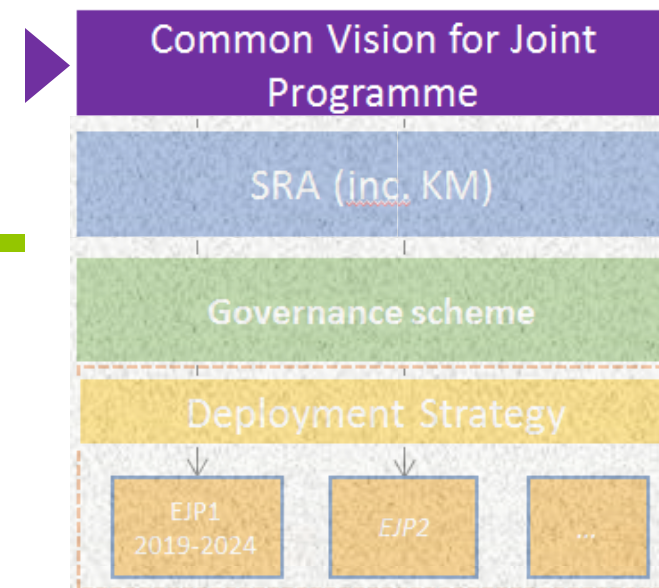 Common Vision for Joint
Programme
SRA (inc. KM)
Governance scheme
Deployment Strategy
EJP1
2019-2024
EJP2
...